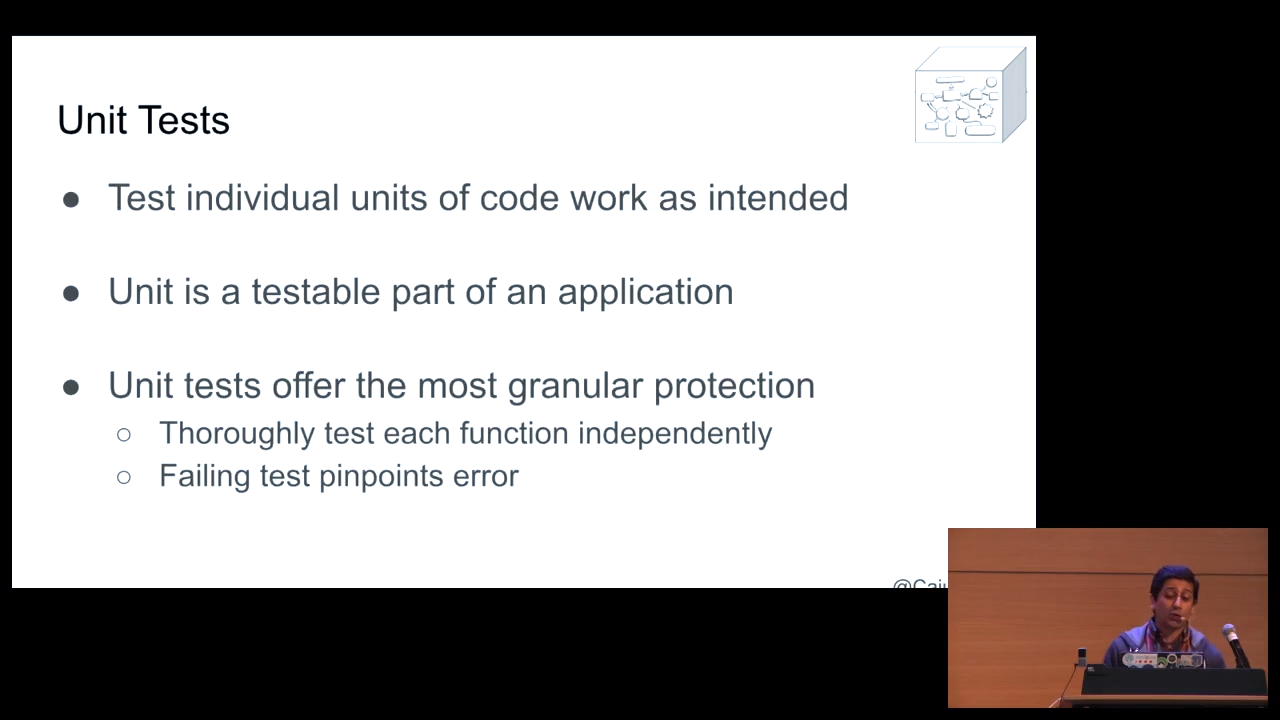 Unit Tests
● Test individual units of code work as intended
● Unit is a testable part of an application
● Unit tests offer the most granular protection
○ Thoroughly test each function independently
○ Failing test pinpoints error